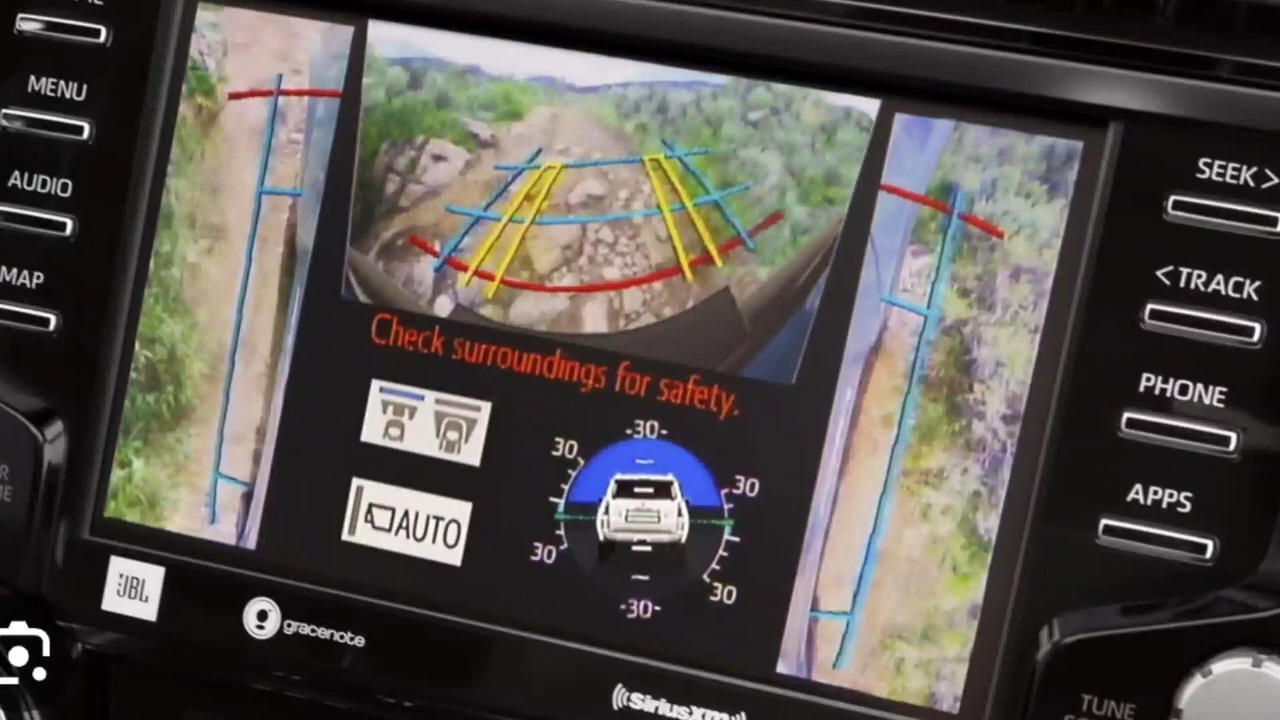 MENU
AUDIO
MAP
SEEK >
< TRACK
PHONE
APPS
Check surroundings for safety.
AUTO
-30-
30
30
30
30
-30-
JBL
gracenote
SiriusXM
TUNE